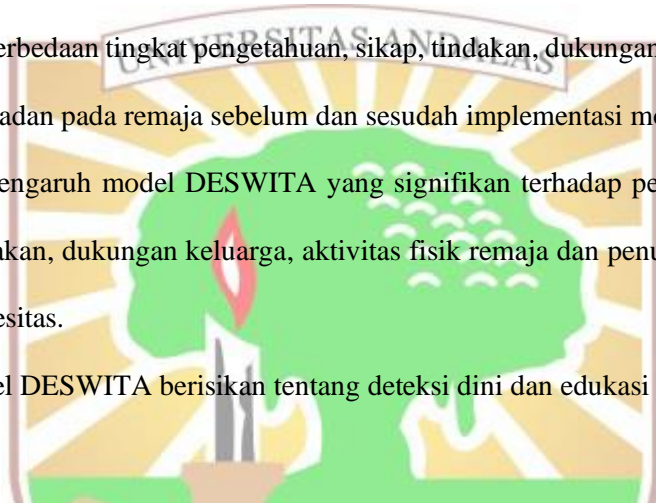 UNIVERSITAS ANDALAS
erbedaan tingkat pengetahuan, sikap, tindakan, dukungan
adan pada remaja sebelum dan sesudah implementasi mo
engaruh model DESWITA yang signifikan terhadap pe
akan, dukungan keluarga, aktivitas fisik remaja dan penu
esitas.
el DESWITA berisikan tentang deteksi dini dan edukasi